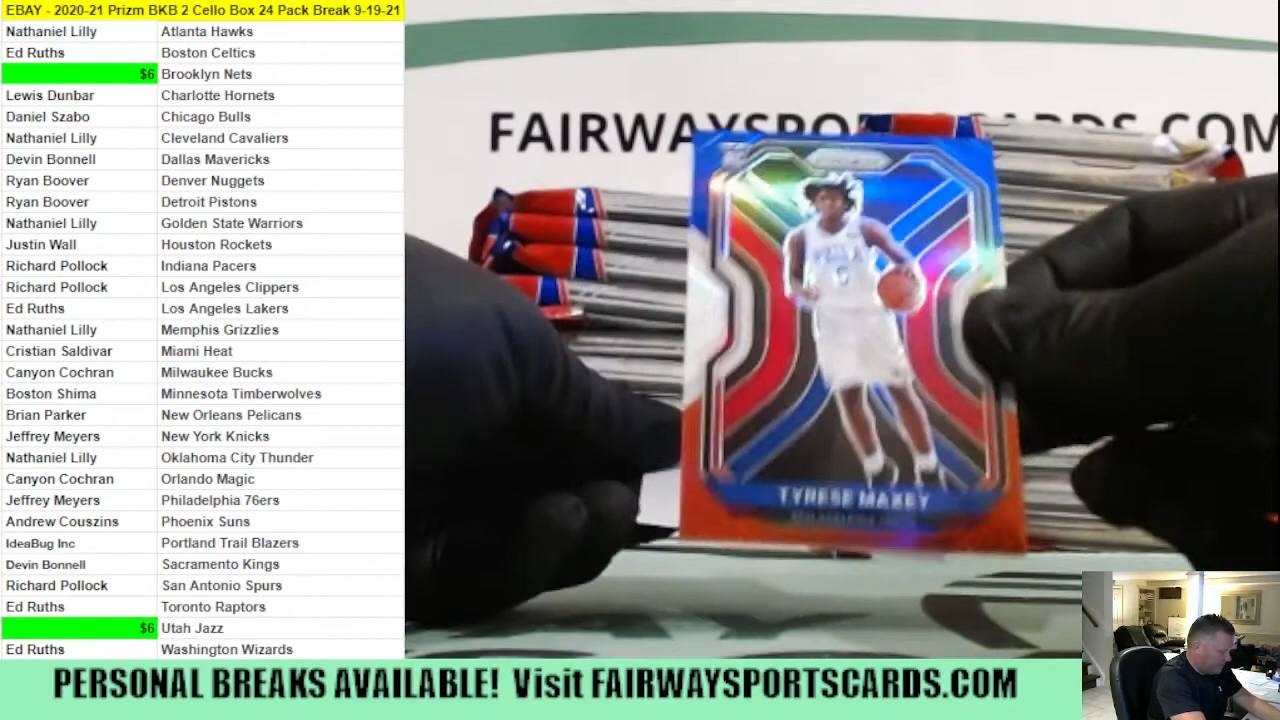 EBAY - 2020-21 Prizm BKB 2 Cello Box 24 Pack Break 9-19-21
Nathaniel Lilly Atlanta Hawks
Ed Ruths Boston Celtics
$6 Brooklyn Nets
Lewis Dunbar Charlotte Hornets
Daniel Szabo Chicago Bulls
Nathaniel Lilly Cleveland Cavaliers
Devin Bonnell Dallas Mavericks
Ryan Boover Denver Nuggets
Ryan Boover Detroit Pistons
Nathaniel Lilly Golden State Warriors
Justin Wall Houston Rockets
Richard Pollock Indiana Pacers
Richard Pollock Los Angeles Clippers
Ed Ruths Los Angeles Lakers
Nathaniel Lilly Memphis Grizzlies
Cristian Saldivar Miami Heat
Canyon Cochran Milwaukee Bucks
Boston Shima Minnesota Timberwolves
Brian Parker New Orleans Pelicans
Jeffrey Meyers New York Knicks
Nathaniel Lilly Oklahoma City Thunder
Canyon Cochran Orlando Magic
Jeffrey Meyers Philadelphia 76ers
Andrew Couszins Phoenix Suns
IdeaBug Inc Portland Trail Blazers
Devin Bonnell Sacramento Kings
Richard Pollock San Antonio Spurs
Ed Ruths Toronto Raptors
$6 Utah Jazz
Ed Ruths Washington Wizards
FAIRWAYSPORTSCARDS.COM
TYRESE MAXEY
PERSONAL BREAKS AVAILABLE! Visit FAIRWAYSPORTSCARDS.COM